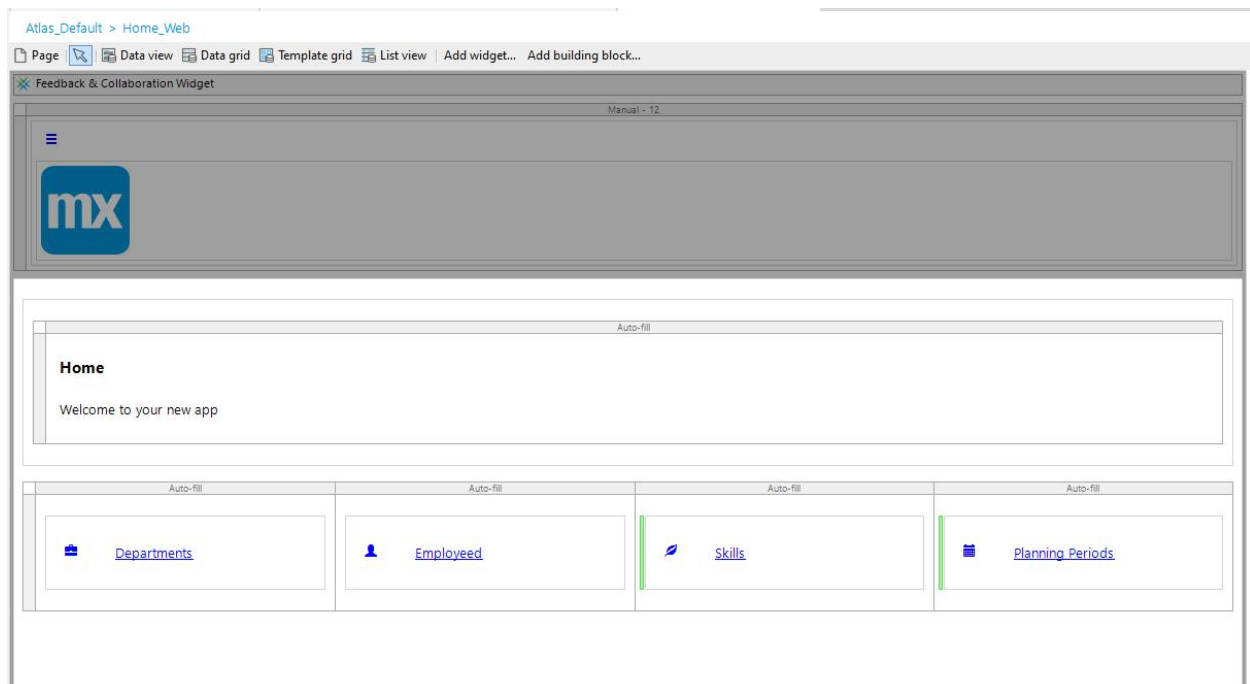 Atlas_Default > Home_Web
Page Data view Data grid Template grid List view Add widget... Add building block...
Feedback & Collaboration Widget
Manual - 12
mx
Auto-fill
Home
Welcome to your new app
Auto-fill Auto-fill Auto-fill Auto-fill
Departments Employeed Skills Planning Periods